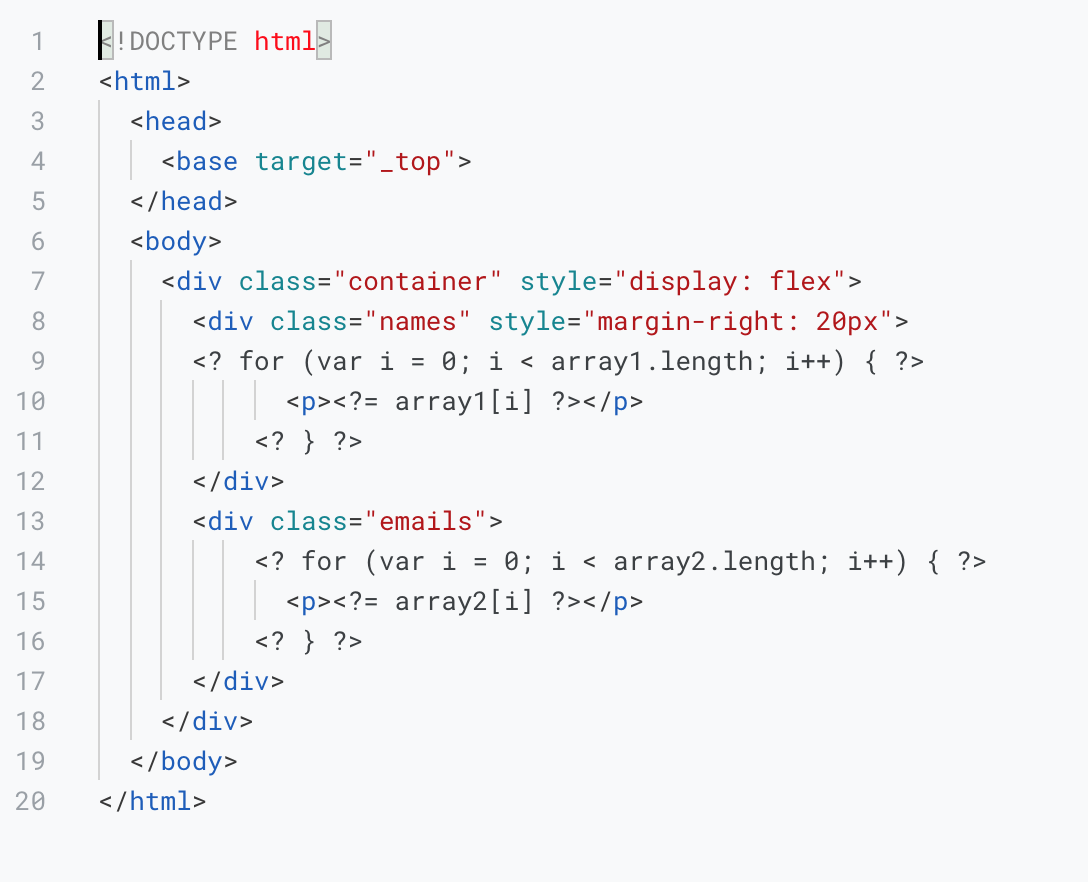 1 <!DOCTYPE html>
2 <html>
3   <head>
4     <base target="_top">
5   </head>
6   <body>
7     <div class="container" style="display: flex">
8       <div class="names" style="margin-right: 20px">
9       <? for (var i = 0; i < array1.length; i++) { ?>
10             <p><?= array1[i] ?></p>
11           <? } ?>
12       </div>
13       <div class="emails">
14           <? for (var i = 0; i < array2.length; i++) { ?>
15             <p><?= array2[i] ?></p>
16           <? } ?>
17       </div>
18     </div>
19   </body>
20 </html>